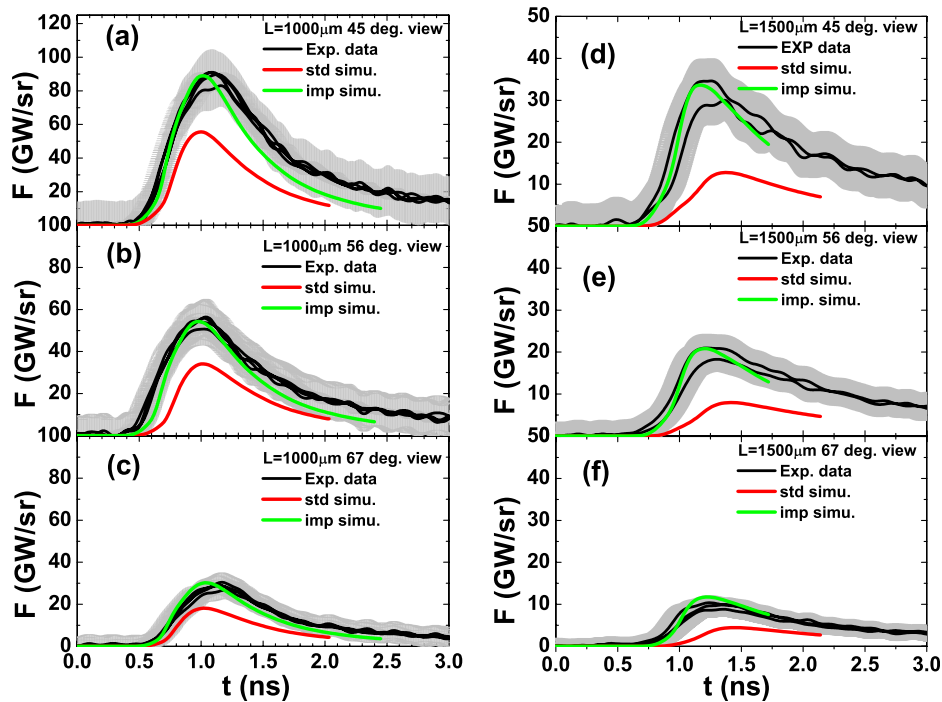 (a)
L=1000μm 45 deg. view
Exp. data
std simu.
imp simu.
F (GW/sr)
120
100
80
60
40
20
(b)
L=1000μm 56 deg. view
Exp. data
std simu.
imp simu.
F (GW/sr)
100
80
60
40
20
(c)
L=1000μm 67 deg. view
Exp. data
std simu.
imp simu.
F (GW/sr)
100
80
60
40
20
0
0.0 0.5 1.0 1.5 2.0 2.5 3.0
t (ns)
(d)
L=1500μm 45 deg. view
EXP data
std simu.
imp simu.
F (GW/sr)
50
40
30
20
10
(e)
L=1500μm 56 deg. view
Exp. data
std simu.
imp. simu.
F (GW/sr)
50
40
30
20
10
(f)
L=1500μm 67 deg. view
Exp. data
std simu.
imp simu.
F (GW/sr)
50
40
30
20
10
0
0.0 0.5 1.0 1.5 2.0 2.5 3.0
t (ns)